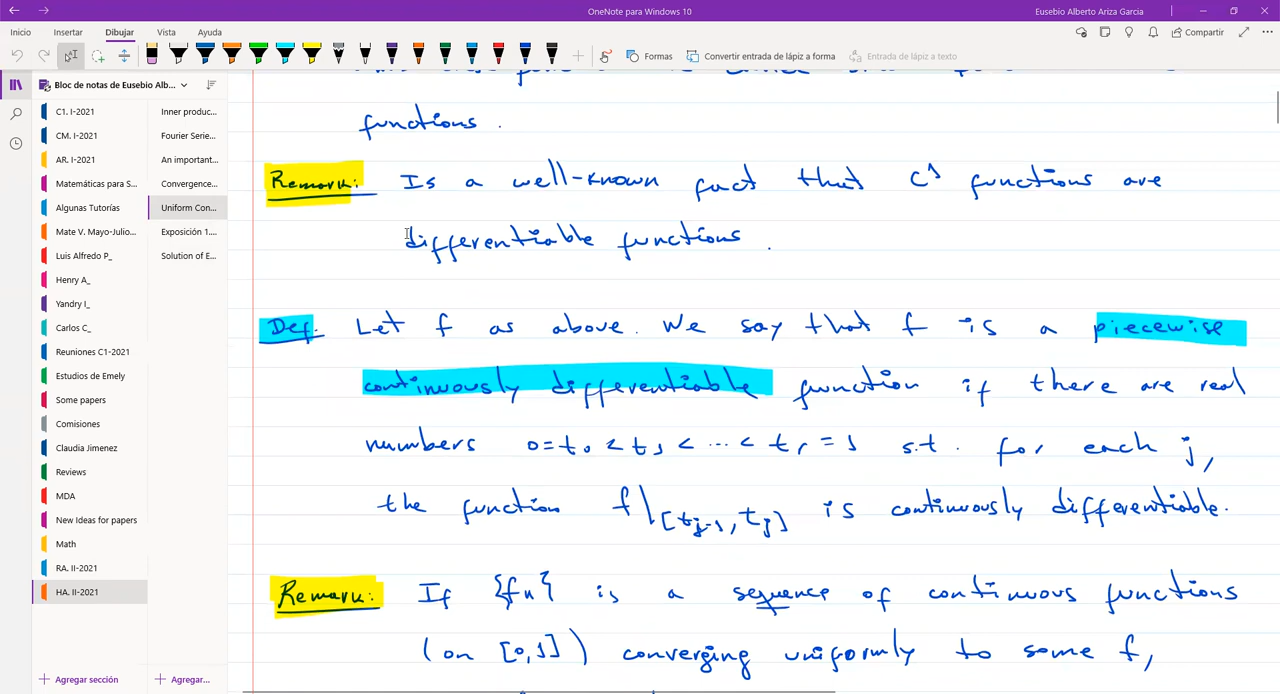 OneNote para Windows 10
Eusebio Alberto Ariza Garcia
Inicio Insertar Dibujar Vista Ayuda
Compartir
Formas Convertir entrada de lápiz a forma Entrada de lápiz a texto
Bloc de notas de Eusebio Alb...
C1. I-2021
CM. I-2021
AR. I-2021
Matemáticas para S...
Algunas Tutorías
Mate V. Mayo-Julio...
Luis Alfredo P_
Henry A_
Yandry I_
Carlos C_
Reuniones C1-2021
Estudios de Emely
Some papers
Comisiones
Claudia Jimenez
Reviews
MDA
New Ideas for papers
Math
RA. II-2021
HA. II-2021
Agregar sección
Inner produc...
Fourier Serie...
An important...
Convergence...
Uniform Con...
Exposición 1...
Solution of E...
Agregar...
functions .
Remark: Is a well-known fact that C¹ functions are
differentiable functions .
Def. Let f as above. We say that f is a piecewise
continuously differentiable function if there are real
numbers 0=t₀<t₁<...<tᵣ=1 s.t. for each j,
the function f|[tj-1, tj] is continuously differentiable.
Remark: If {fn} is a sequence of continuous functions
(on [0,1]) converging uniformly to some f,